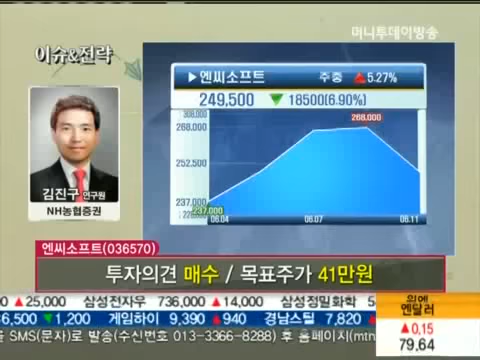 머니투데이방송
이슈&전략
▶엔씨소프트 주중 ▲5.27%
249,500 ▼ 18500(6.90%)
308.000
268.000
268.000
252.500
237.000
237.000
06.04 06.07 06.11
김진구 연구원
NH농협증권
엔씨소프트(036570)
투자의견 매수 / 목표주가 41만원
▲25,000 삼성전자우 736,000 ▲14,000 삼성정밀화학
6,500 ▼1,200 게임하이 9,390 ▲940 경남스틸 7,820
SMS(문자)로 발송(수신번호 013-3366-8288) 후 홈페이지(mtn
원엔
엔달러
▲0.15
79.64